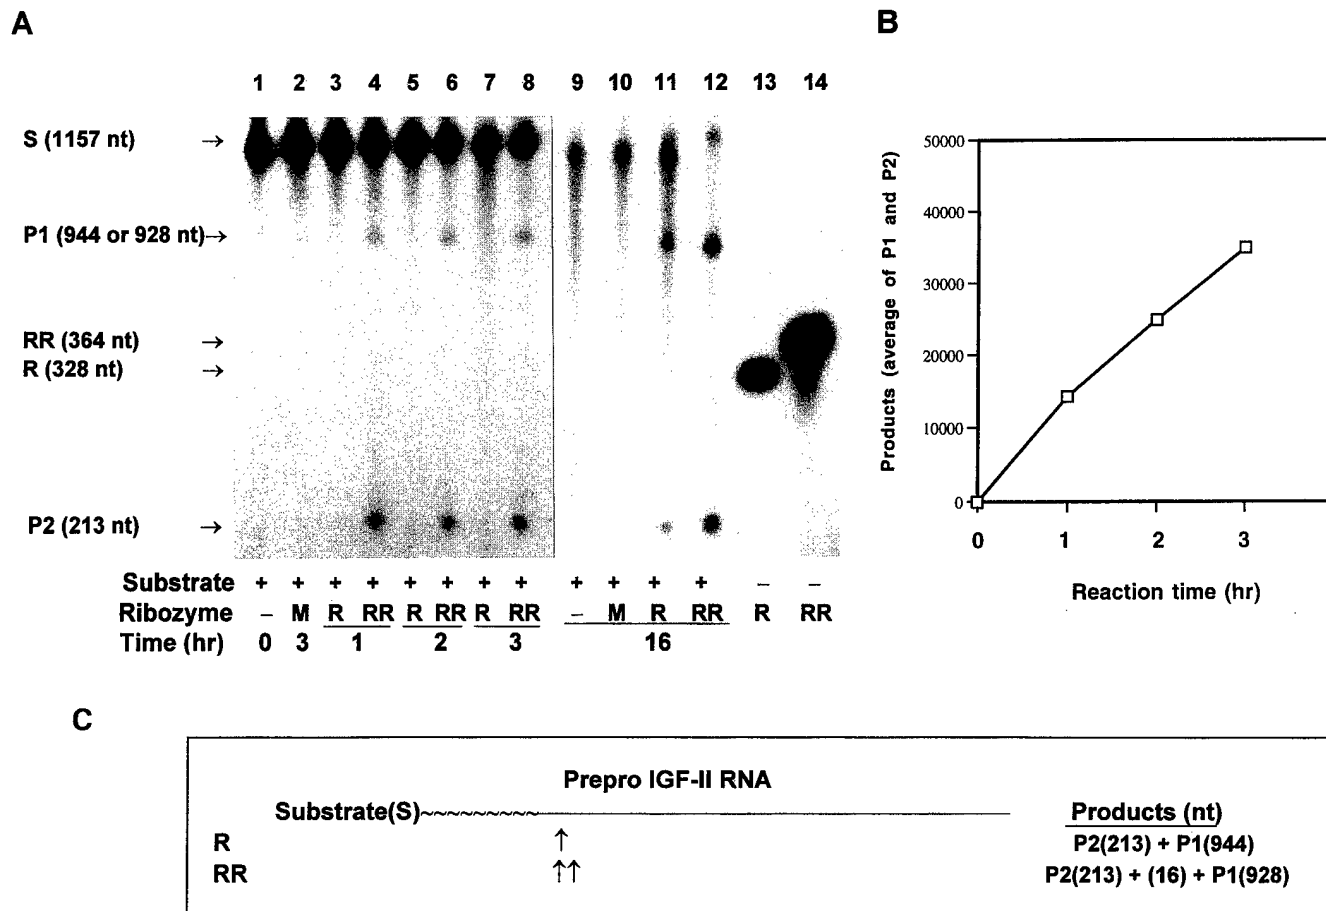 A
B
1 2 3 4 5 6 7 8 9 10 11 12 13 14
S (1157 nt) →
P1 (944 or 928 nt)→
RR (364 nt) →
R (328 nt) →
P2 (213 nt) →
Substrate + + + + + + + + + + + + – –
Ribozyme – M R RR R RR R RR – M R RR R RR
Time (hr) 0 3 1 2 3 16
Products (average of P1 and P2)
50000
40000
30000
20000
10000
0
0 1 2 3
Reaction time (hr)
C
Prepro IGF-II RNA
Substrate(S)~~~~~~~~~ Products (nt)
R ↑ P2(213) + P1(944)
RR ↑↑ P2(213) + (16) + P1(928)